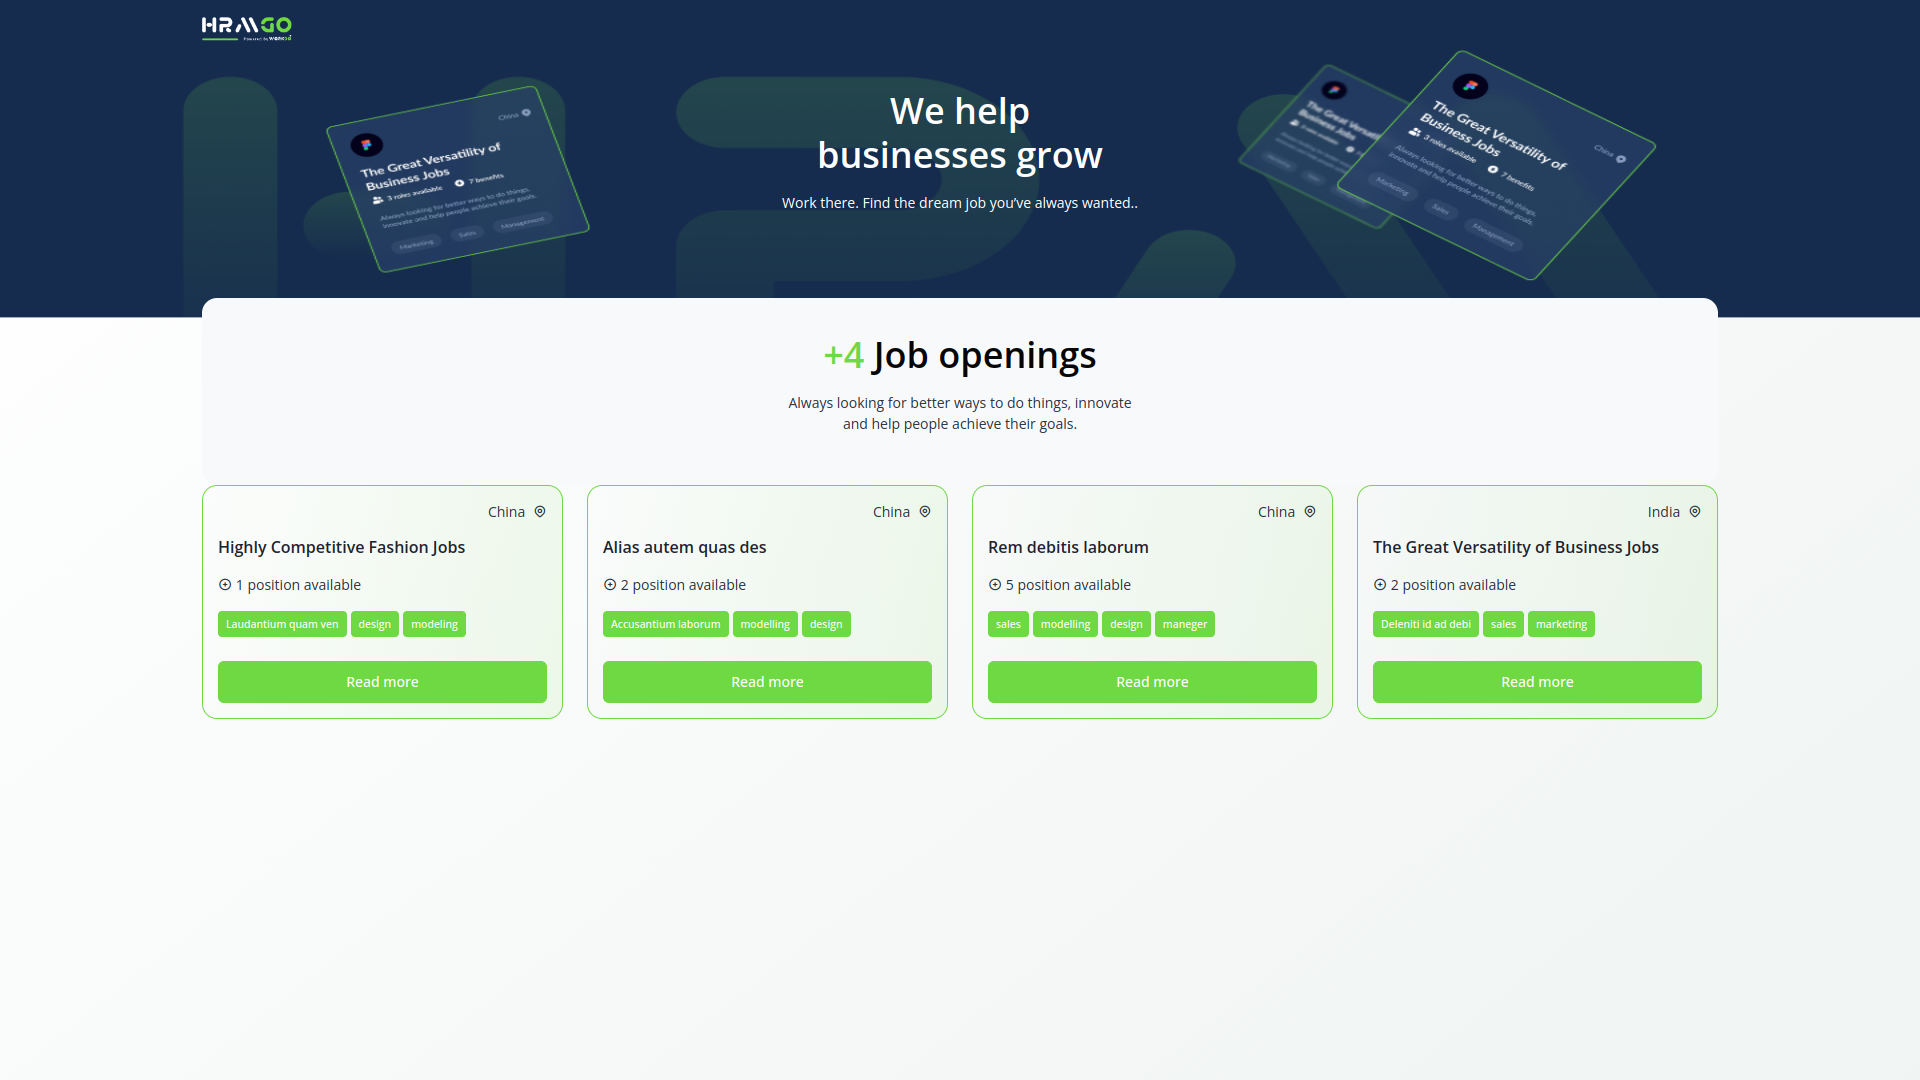 HRMGO
Powered by WORKDO
We help
businesses grow
Work there. Find the dream job you’ve always wanted..
China
The Great Versatility of
Business Jobs
3 roles available
7 benefits
Always looking for better ways to do things,
innovate and help people achieve their goals.
Marketing
Sales
Management
The Great Versati
Business Jobs
China
The Great Versatility of
Business Jobs
3 roles available
7 benefits
Always looking for better ways to do things,
innovate and help people achieve their goals.
Marketing
Sales
Management
+4 Job openings
Always looking for better ways to do things, innovate
and help people achieve their goals.
China
Highly Competitive Fashion Jobs
1 position available
Laudantium quam ven design modeling
Read more
China
Alias autem quas des
2 position available
Accusantium laborum modelling design
Read more
China
Rem debitis laborum
5 position available
sales modelling design maneger
Read more
India
The Great Versatility of Business Jobs
2 position available
Deleniti id ad debi sales marketing
Read more